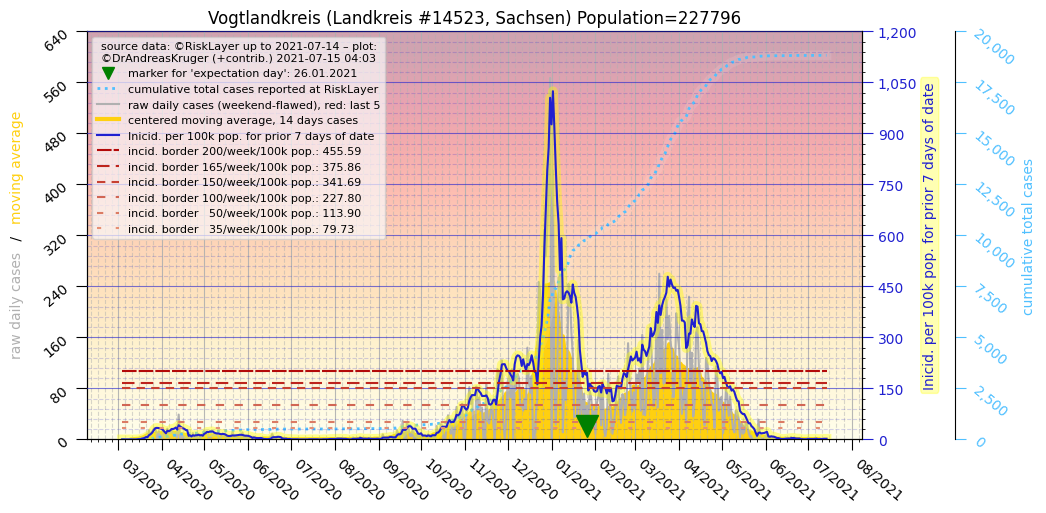 Vogtlandkreis (Landkreis #14523, Sachsen) Population=227796
source data: ©RiskLayer up to 2021-07-14 – plot:
©DrAndreasKruger (+contrib.) 2021-07-15 04:03
marker for 'expectation day': 26.01.2021
cumulative total cases reported at RiskLayer
raw daily cases (weekend-flawed), red: last 5
centered moving average, 14 days cases
Inicid. per 100k pop. for prior 7 days of date
incid. border 200/week/100k pop.: 455.59
incid. border 165/week/100k pop.: 375.86
incid. border 150/week/100k pop.: 341.69
incid. border 100/week/100k pop.: 227.80
incid. border   50/week/100k pop.: 113.90
incid. border   35/week/100k pop.: 79.73
raw daily cases / moving average
640
560
480
400
320
240
160
80
0
1,200
1,050
900
750
600
450
300
150
0
Inicid. per 100k pop. for prior 7 days of date
20,000
17,500
15,000
12,500
10,000
7,500
5,000
2,500
0
cumulative total cases
03/2020
04/2020
05/2020
06/2020
07/2020
08/2020
09/2020
10/2020
11/2020
12/2020
01/2021
02/2021
03/2021
04/2021
05/2021
06/2021
07/2021
08/2021